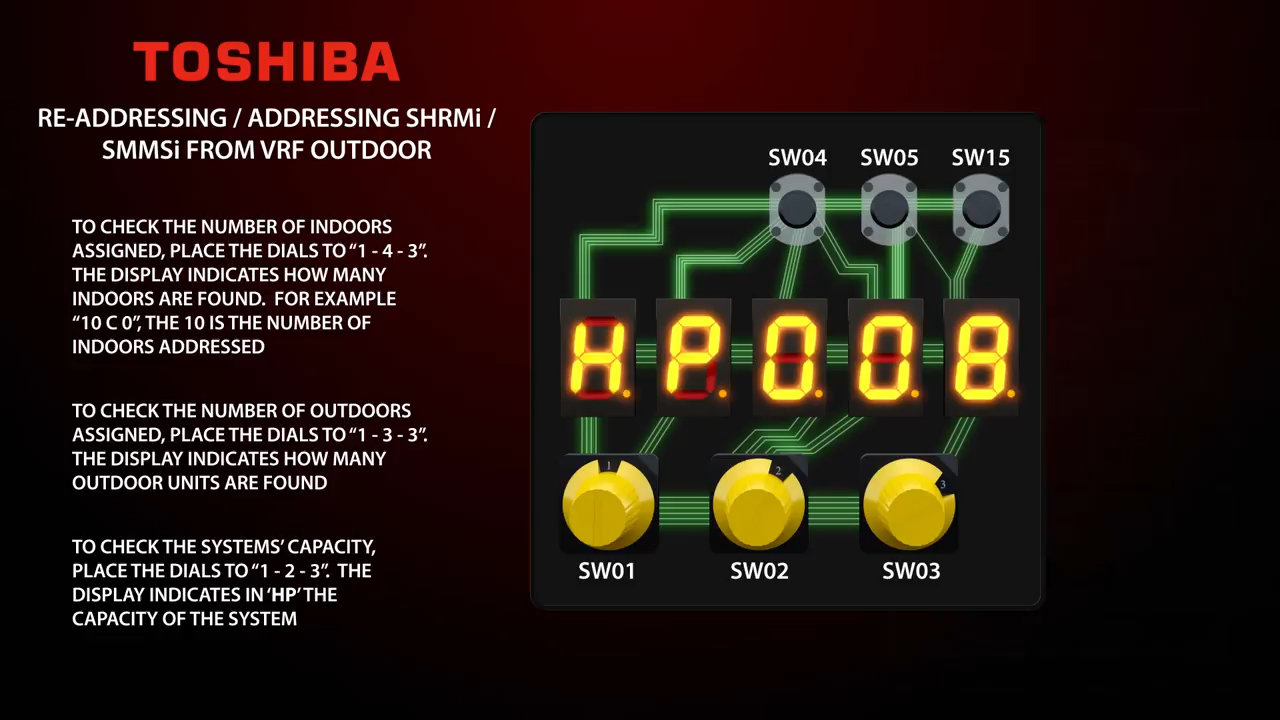 TOSHIBA
RE-ADDRESSING / ADDRESSING SHRMi /
SMMSi FROM VRF OUTDOOR
TO CHECK THE NUMBER OF INDOORS
ASSIGNED, PLACE THE DIALS TO “1 - 4 - 3”.
THE DISPLAY INDICATES HOW MANY
INDOORS ARE FOUND.  FOR EXAMPLE
“10 C 0”, THE 10 IS THE NUMBER OF
INDOORS ADDRESSED
TO CHECK THE NUMBER OF OUTDOORS
ASSIGNED, PLACE THE DIALS TO “1 - 3 - 3”.
THE DISPLAY INDICATES HOW MANY
OUTDOOR UNITS ARE FOUND
TO CHECK THE SYSTEMS’ CAPACITY,
PLACE THE DIALS TO “1 - 2 - 3”.  THE
DISPLAY INDICATES IN ‘HP’ THE
CAPACITY OF THE SYSTEM
SW04 SW05 SW15
H.P.0.0.8.
1 2 3
SW01 SW02 SW03